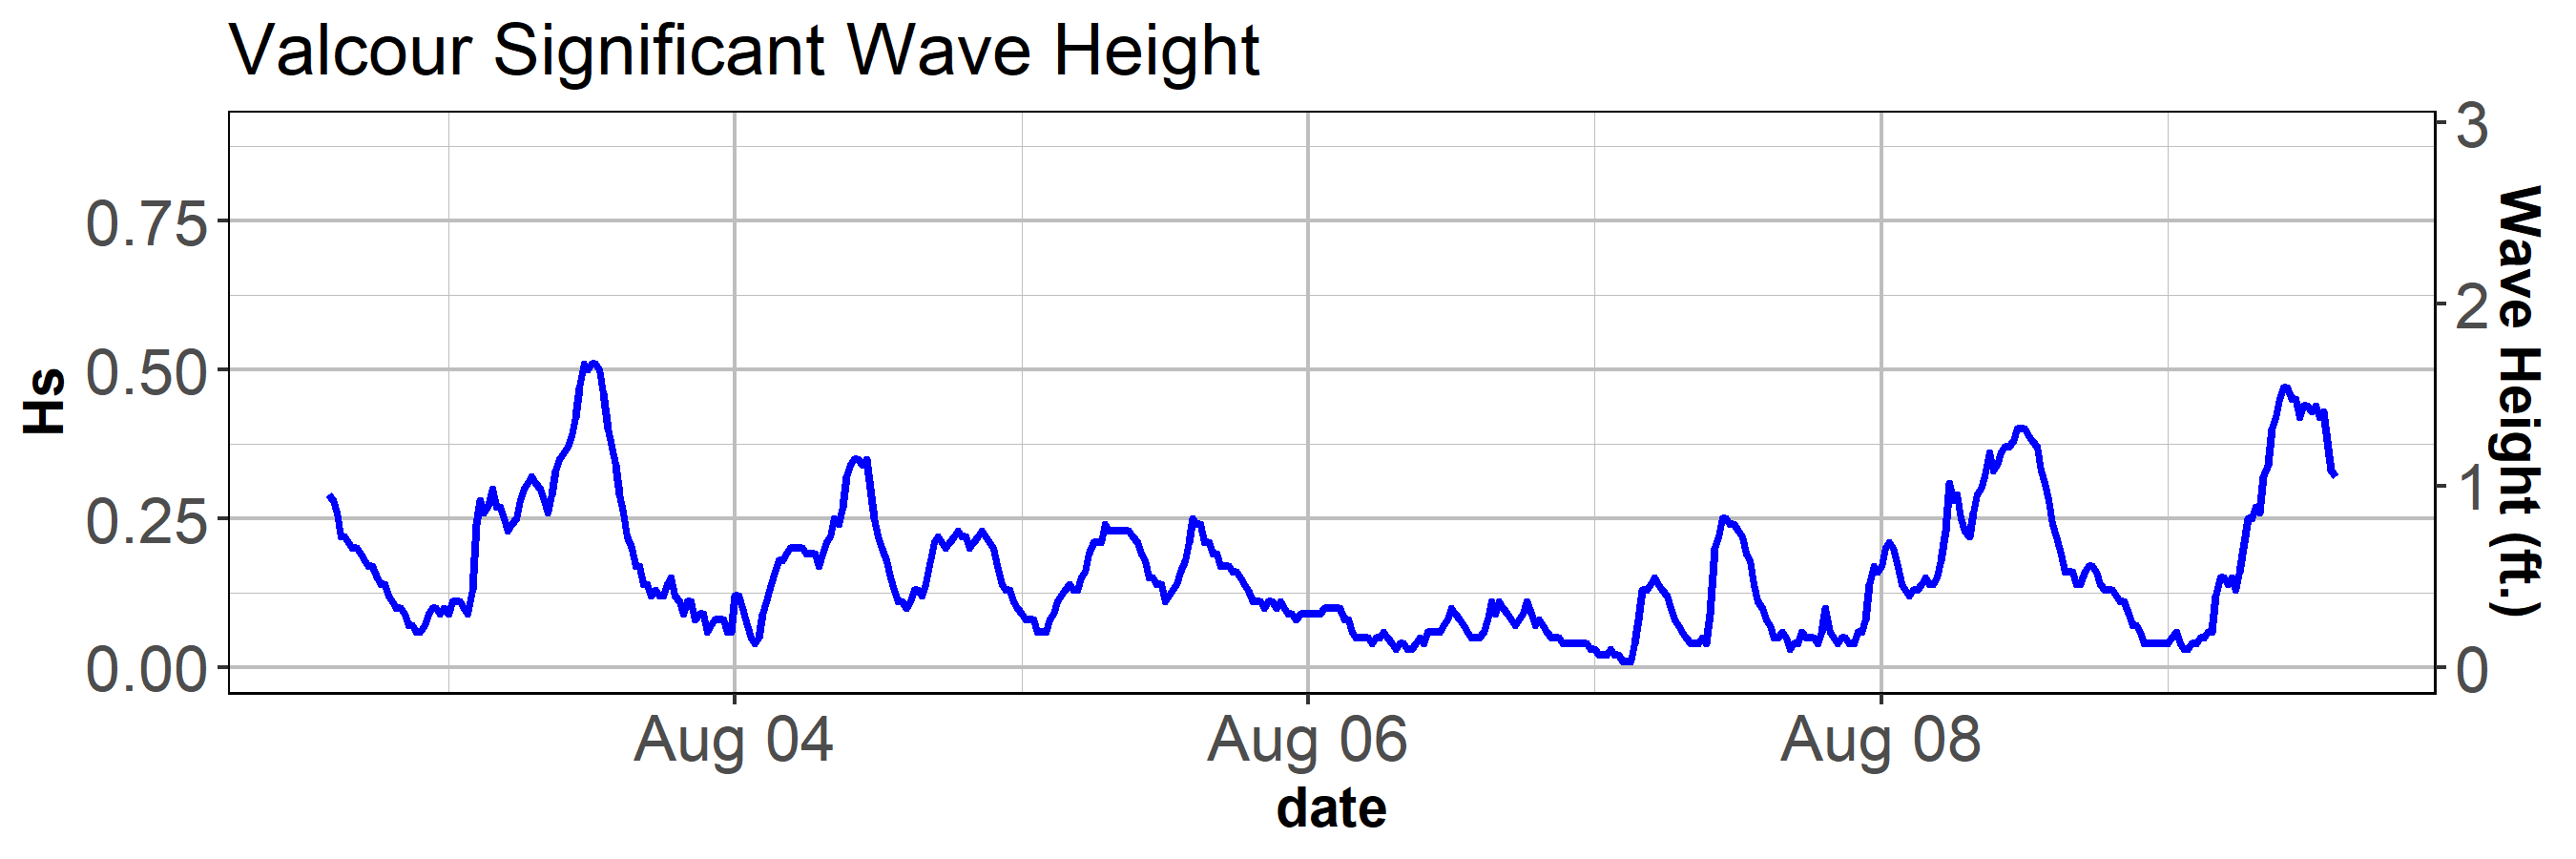 Valcour Significant Wave Height
Hs
0.75
0.50
0.25
0.00
3
2
1
0
Wave Height (ft.)
Aug 04
Aug 06
Aug 08
date